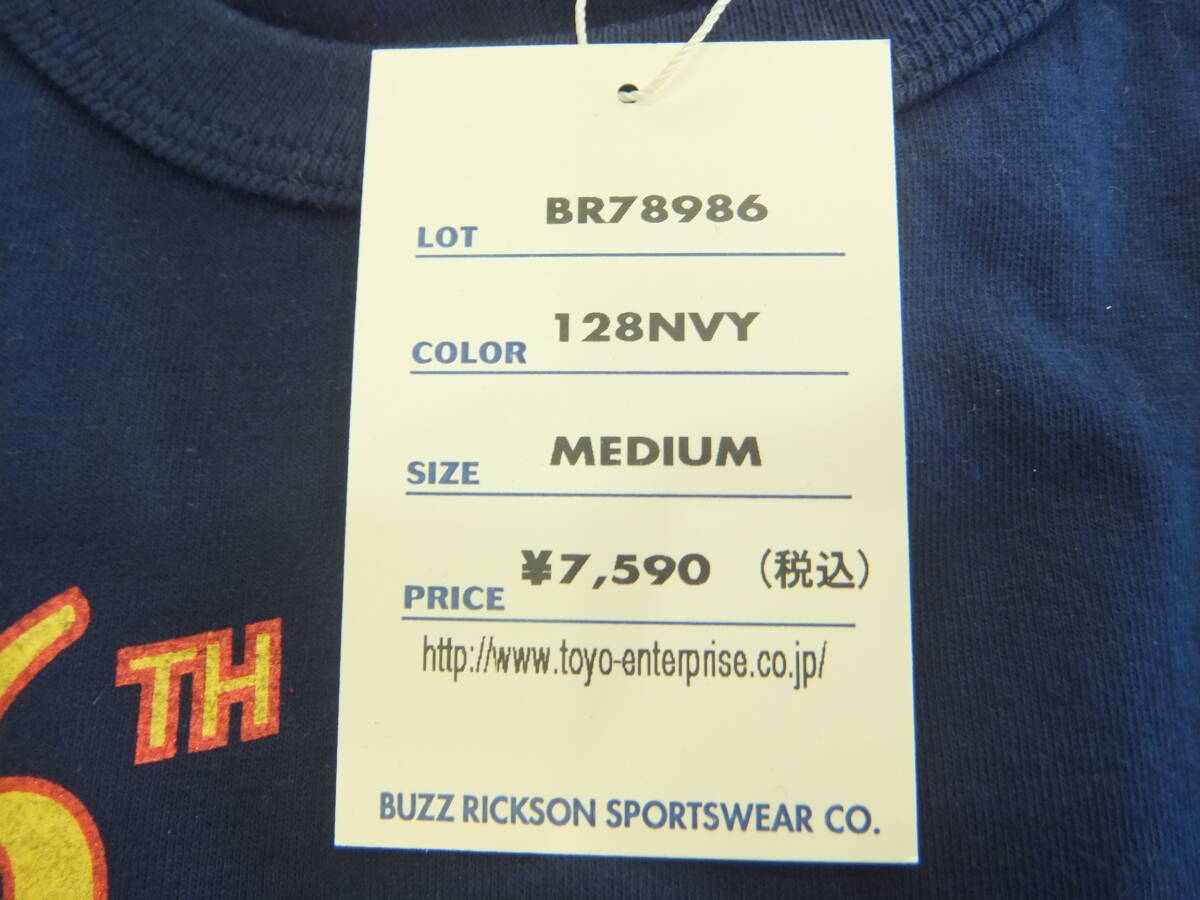 LOT BR78986
COLOR 128NVY
SIZE MEDIUM
PRICE ¥7,590 （税込）
http://www.toyo-enterprise.co.jp/
BUZZ RICKSON SPORTSWEAR CO.
TH